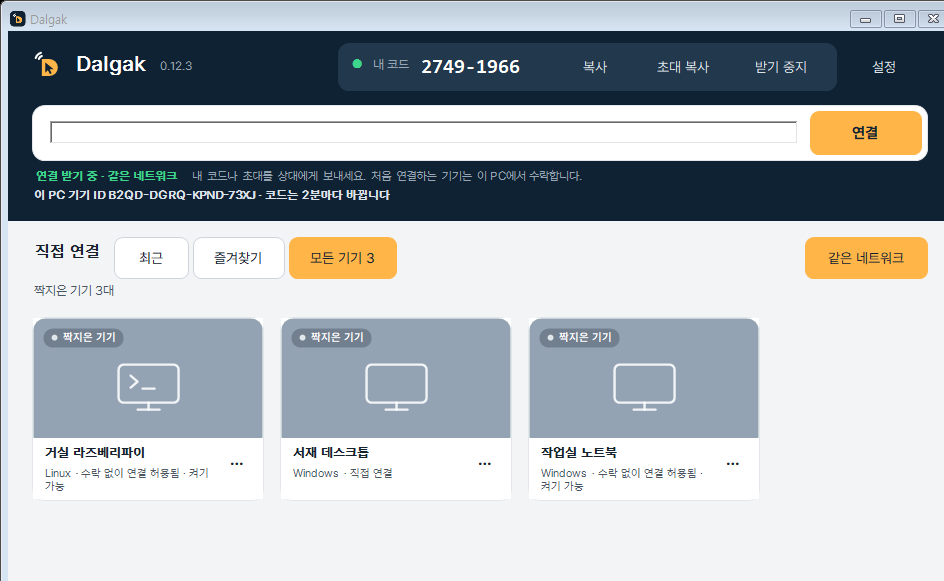 Dalgak
Dalgak 0.12.3
내 코드 2749-1966 복사 초대 복사 받기 중지 설정
연결
연결 받기 중 · 같은 네트워크 내 코드나 초대를 상대에게 보내세요. 처음 연결하는 기기는 이 PC에서 수락합니다.
이 PC 기기 ID B2QD-DGRQ-KPND-73XJ · 코드는 2분마다 바뀝니다
직접 연결 최근 즐겨찾기 모든 기기 3 같은 네트워크
짝지은 기기 3대
짝지은 기기 짝지은 기기 짝지은 기기
거실 라즈베리파이
Linux · 수락 없이 연결 허용됨 · 켜기
가능
서재 데스크톱
Windows · 직접 연결
작업실 노트북
Windows · 수락 없이 연결 허용됨 ·
켜기 가능